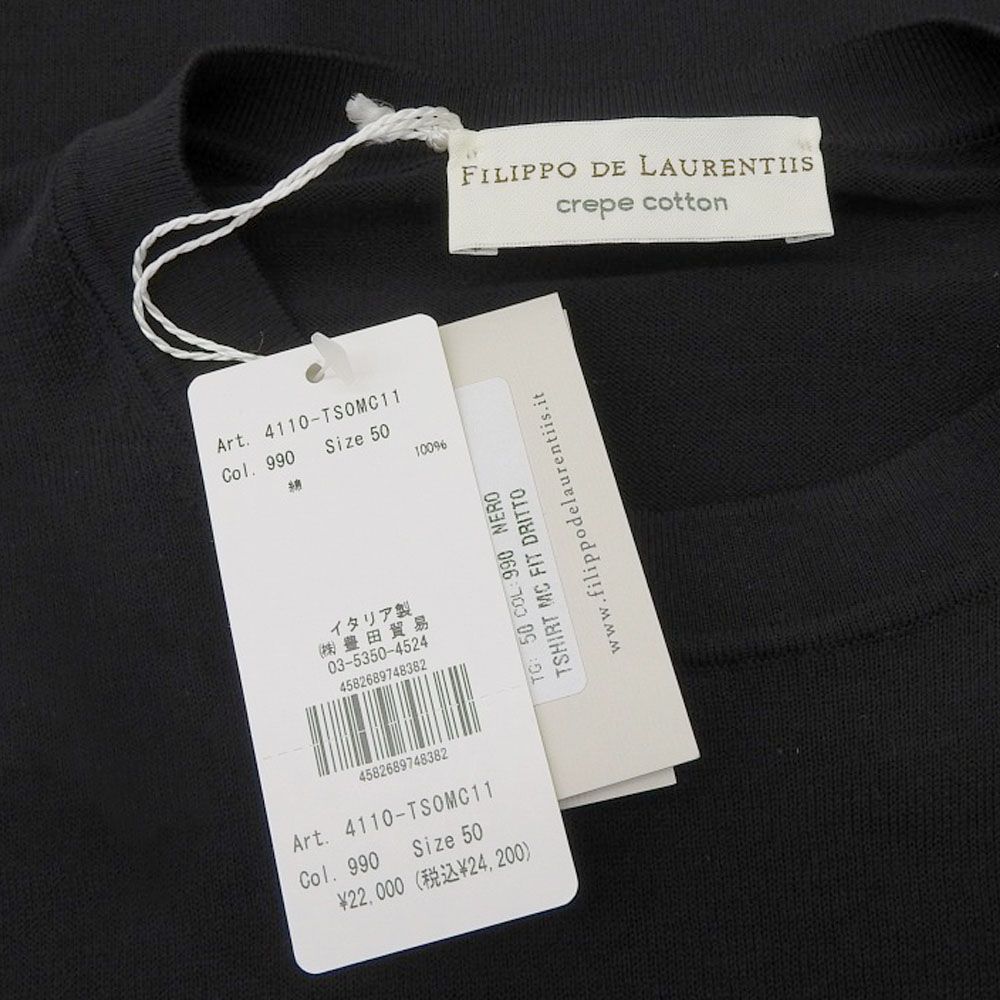 FILIPPO DE LAURENTIIS
crepe cotton
Art. 4110-TSOMC11
Col. 990 Size 50
綿 100%
イタリア製
㈱ 豊田貿易
03-5350-4524
4582689748382
4582689748382
Art. 4110-TSOMC11
Col. 990 Size 50
¥22,000 (税込¥24,200)
TG: 50 COL:990 NERO
TSHIRT MC FIT DRITTO
www.filippodelaurentiis.it